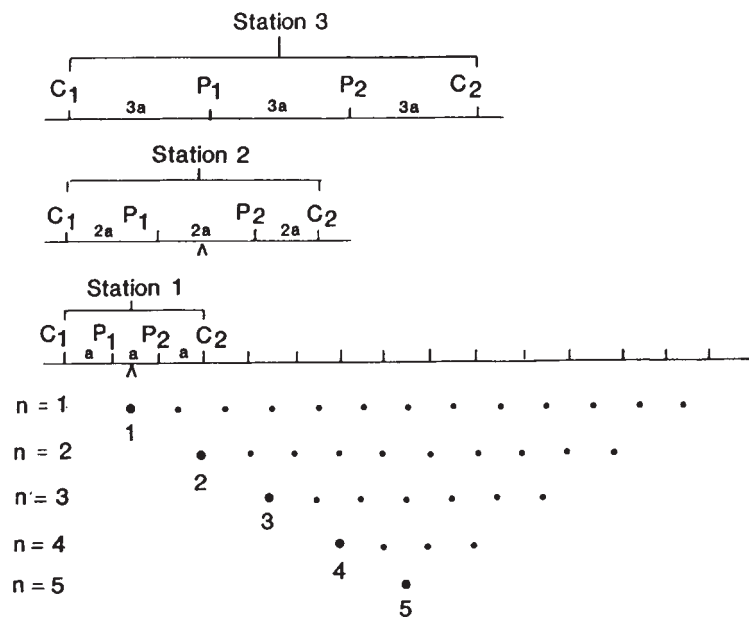 Station 3
C1 P1 P2 C2
3a 3a 3a
Station 2
C1 P1 P2 C2
2a 2a 2a
Station 1
C1 P1 P2 C2
a a a
n = 1
1
n = 2
2
n = 3
3
n = 4
4
n = 5
5